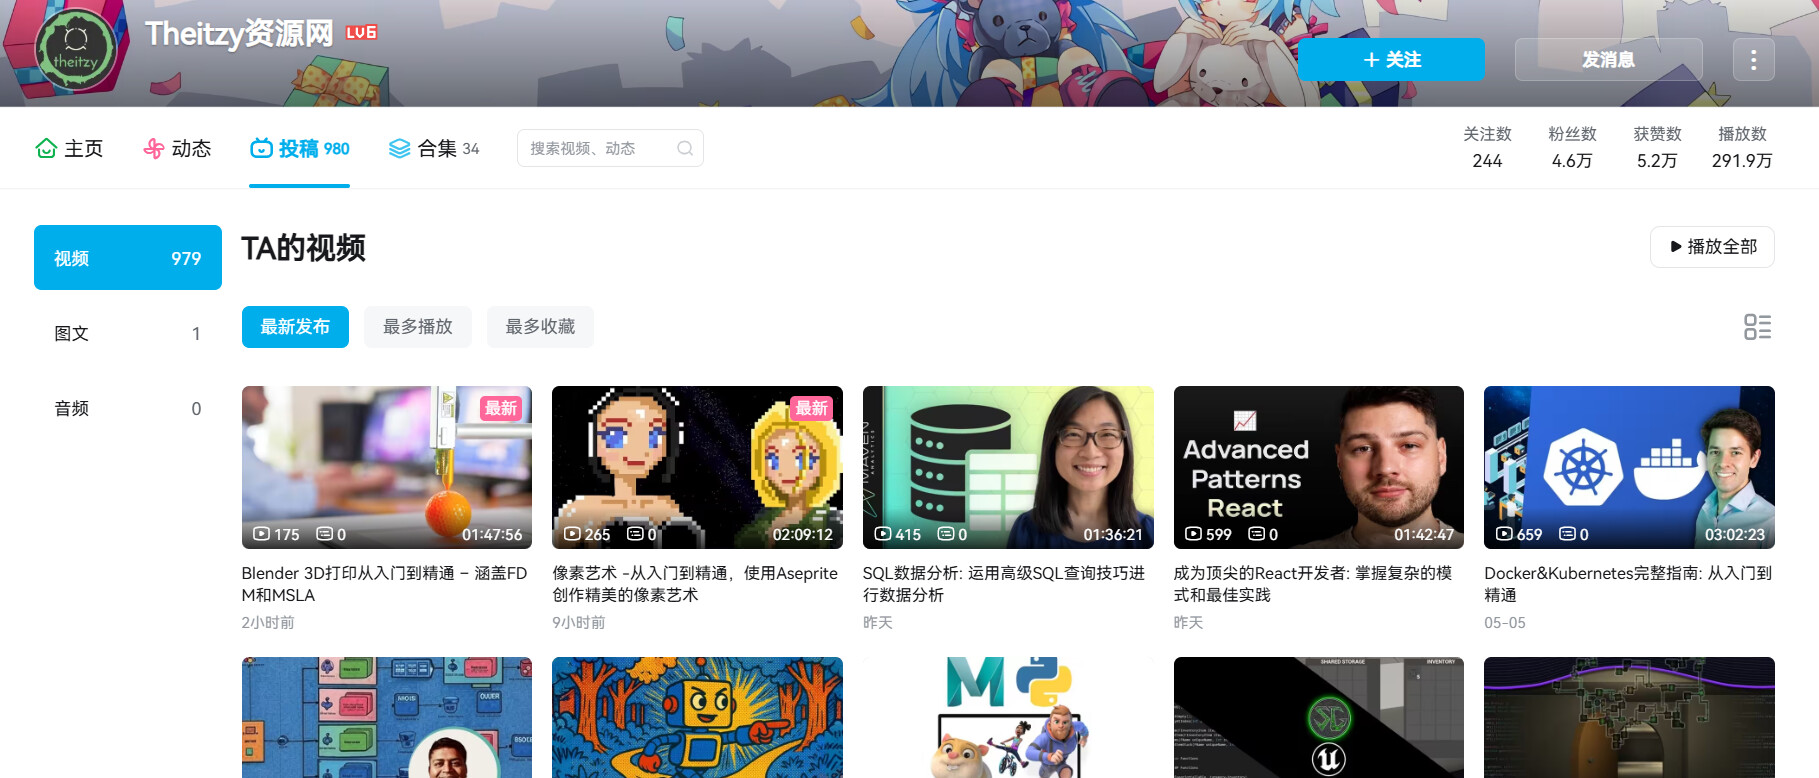 Theitzy资源网 LV6
theitzy
+ 关注
发消息
主页
动态
投稿 980
合集 34
搜索视频、动态
关注数
244
粉丝数
4.6万
获赞数
5.2万
播放数
291.9万
视频 979
图文 1
音频 0
TA的视频
播放全部
最新发布
最多播放
最多收藏
最新
175 0 01:47:56
Blender 3D打印从入门到精通 – 涵盖FD
M和MSLA
2小时前
最新
265 0 02:09:12
像素艺术 -从入门到精通，使用Aseprite
创作精美的像素艺术
9小时前
MAVEN
ANALYTICS
415 0 01:36:21
SQL数据分析: 运用高级SQL查询技巧进
行数据分析
昨天
Advanced
Patterns
React
599 0 01:42:47
成为顶尖的React开发者: 掌握复杂的模
式和最佳实践
昨天
659 0 03:02:23
Docker&Kubernetes完整指南: 从入门到
精通
05-05
SHARED STORAGE
INVENTORY